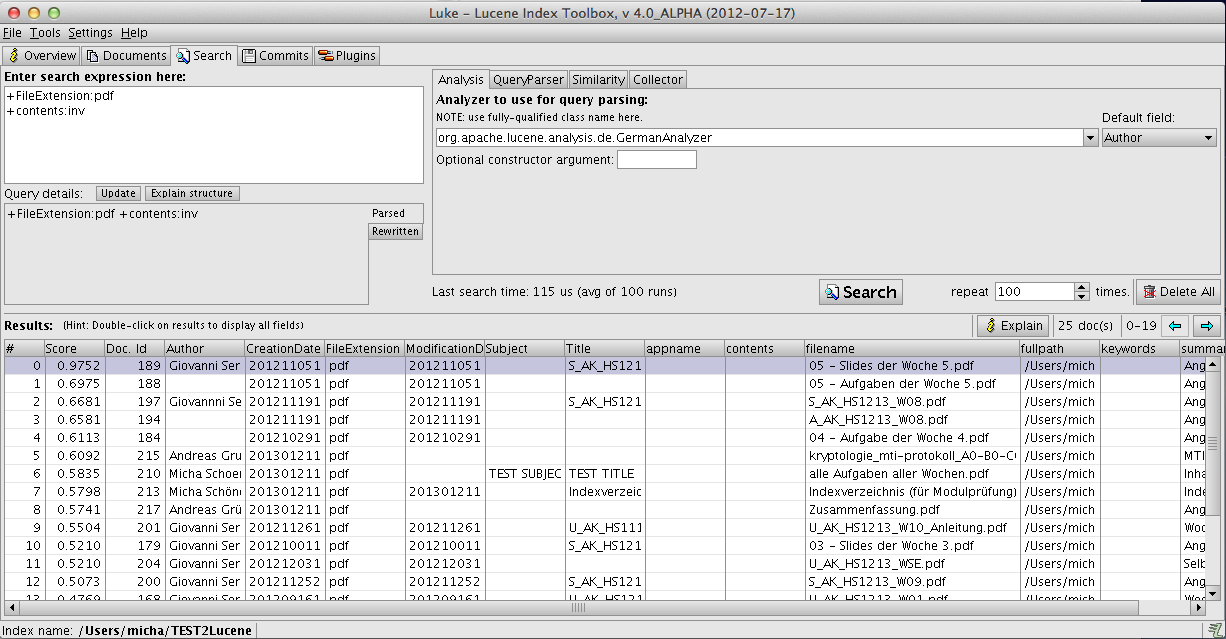 Luke – Lucene Index Toolbox, v 4.0_ALPHA (2012-07-17)
File Tools Settings Help
Overview Documents Search Commits Plugins
Enter search expression here:
+FileExtension:pdf
+contents:inv
Query details: Update Explain structure
+FileExtension:pdf +contents:inv
Parsed
Rewritten
Analysis QueryParser Similarity Collector
Analyzer to use for query parsing:
NOTE: use fully-qualified class name here.
Default field:
org.apache.lucene.analysis.de.GermanAnalyzer Author
Optional constructor argument:
Last search time: 115 us (avg of 100 runs) Search repeat 100 times. Delete All
Results: (Hint: Double-click on results to display all fields) Explain 25 doc(s) 0-19
# Score Doc. Id Author CreationDate FileExtension ModificationD Subject Title appname contents filename fullpath keywords summar
0 0.9752 189 Giovanni Ser 201211051 pdf 201211051 S_AK_HS121 05 – Slides der Woche 5.pdf /Users/mich Ang
1 0.6975 188 201211051 pdf 201211051 05 – Aufgaben der Woche 5.pdf /Users/mich Ang
2 0.6681 197 Giovannni Se 201211191 pdf 201211191 S_AK_HS121 S_AK_HS1213_W08.pdf /Users/mich Ang
3 0.6581 194 201211191 pdf 201211191 A_AK_HS1213_W08.pdf /Users/mich Ang
4 0.6113 184 201210291 pdf 201210291 04 – Aufgabe der Woche 4.pdf /Users/mich Ang
5 0.6092 215 Andreas Gru 201301211 pdf kryptologie_mti-protokoll_A0-B0-C /Users/mich MTI
6 0.5835 210 Micha Schoe 201301211 pdf TEST SUBJEC TEST TITLE alle Aufgaben aller Wochen.pdf /Users/mich Inha
7 0.5798 213 Micha Schön 201301211 pdf 201301211 Indexverzeic Indexverzeichnis (für Modulprüfung) /Users/mich Inde
8 0.5741 217 Andreas Grü 201301211 pdf Zusammenfassung.pdf /Users/mich
9 0.5504 201 Giovanni Ser 201211261 pdf 201211261 U_AK_HS111 U_AK_HS1213_W10_Anleitung.pdf /Users/mich Woc
10 0.5210 179 Giovanni Ser 201210011 pdf 201210011 S_AK_HS121 03 – Slides der Woche 3.pdf /Users/mich Ang
11 0.5210 204 Giovanni Ser 201212031 pdf 201212031 U_AK_HS1213_WSE.pdf /Users/mich Selb
12 0.5073 200 Giovanni Ser 201211252 pdf 201211252 S_AK_HS121 S_AK_HS1213_W09.pdf /Users/mich Ang
13 0.4769 168 Giovanni Ser 201209161 pdf 201209161 U_AK_HS121 U_AK_HS1213_W01.pdf /Users/mich Woc
Index name: /Users/micha/TEST2Lucene